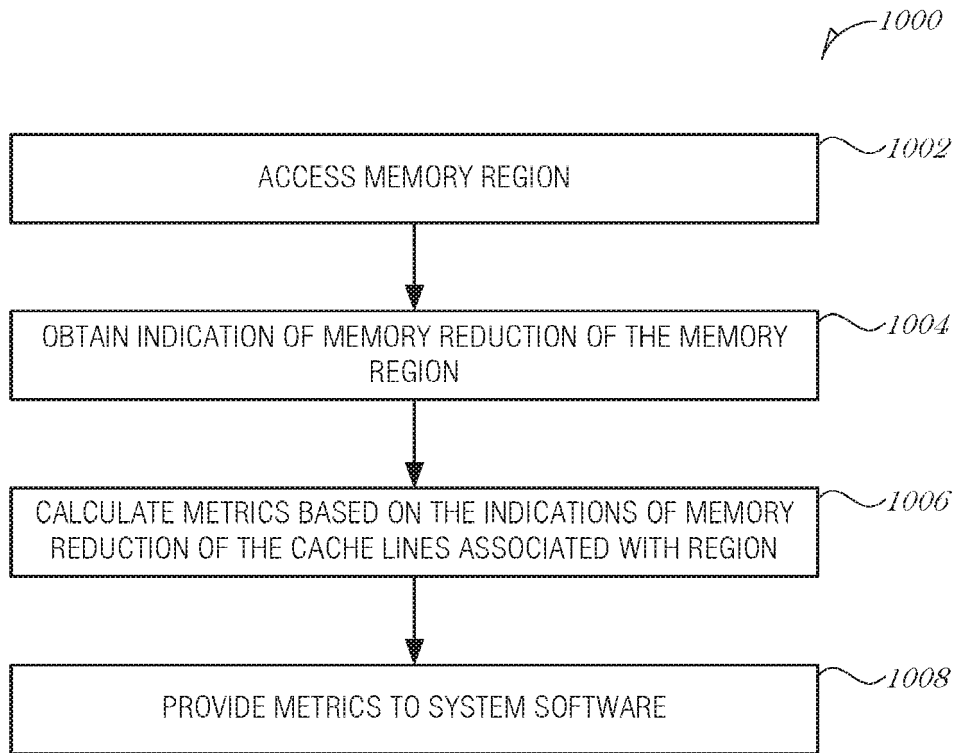 1000
ACCESS MEMORY REGION
1002
OBTAIN INDICATION OF MEMORY REDUCTION OF THE MEMORY
REGION
1004
CALCULATE METRICS BASED ON THE INDICATIONS OF MEMORY
REDUCTION OF THE CACHE LINES ASSOCIATED WITH REGION
1006
PROVIDE METRICS TO SYSTEM SOFTWARE
1008